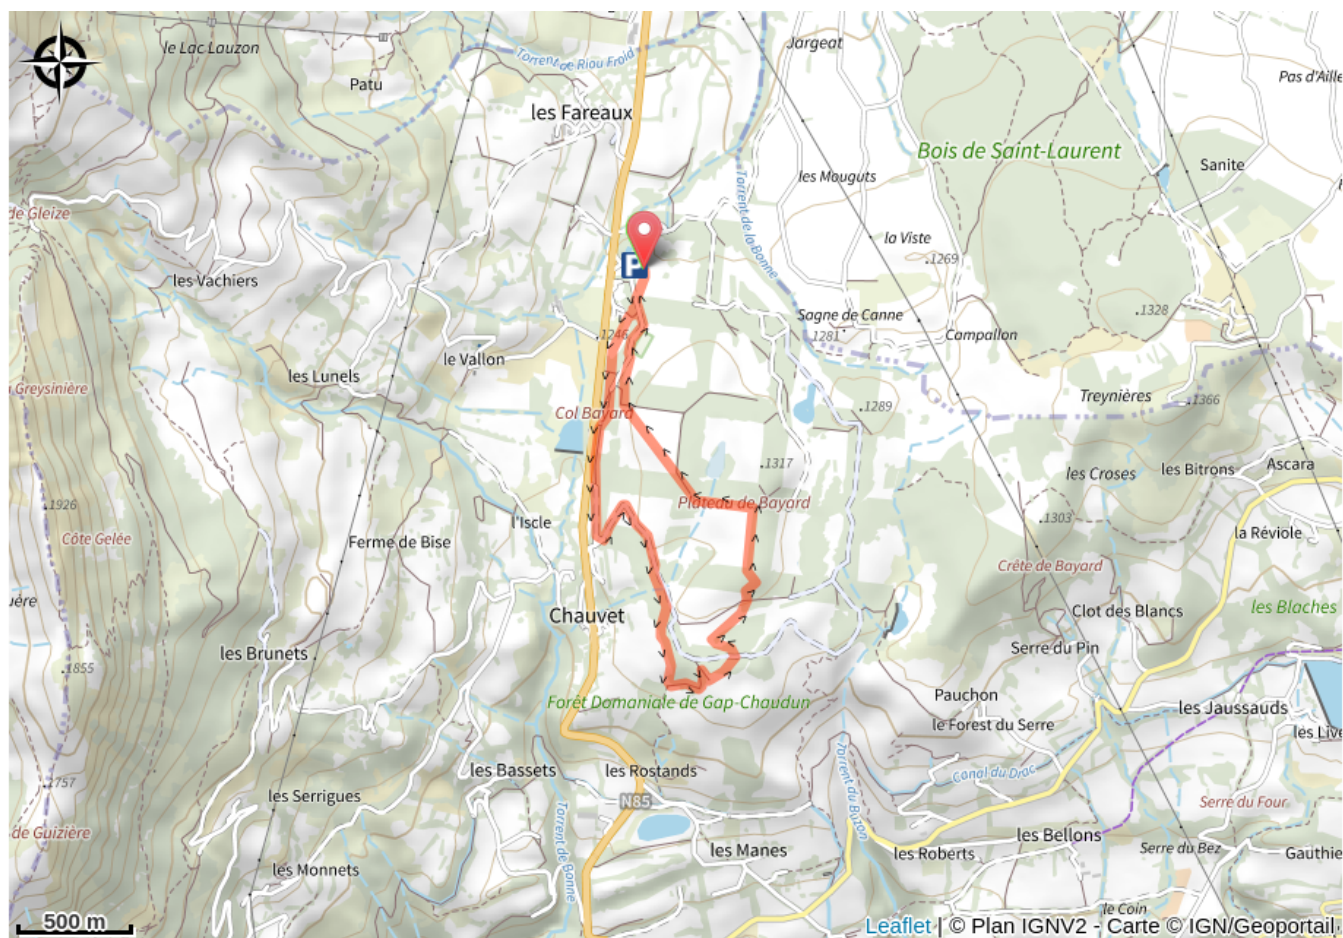 le Lac Lauzon
Jargeat
Torrent de Riou Froid
Patu
Pas d'Aille
les Fareaux
Bois de Saint-Laurent
Sanite
les Mouguts
Torrent de la Bonne
de Gleize
la Viste
1269
les Vachiers
P
1328
Sagne de Canne
1246
1281
Campallon
le Vallon
les Lunels
Greysinière
Treynières
1366
Col Bayard
1289
1317
les Croses
les Bitrons
Ascara
Plateau de Bayard
1926
1303
l'Iscle
la Réviole
Côte Gelée
Ferme de Bise
Crête de Bayard
uère
Chauvet
Clot des Blancs
les Blaches
les Brunets
Serre du Pin
1855
Pauchon
Forêt Domaniale de Gap-Chaudun
les Jaussauds
le Forest du Serre
les Live
les Bassets
les Rostands
Canal du Drac
1757
les Serrigues
N85
Torrent du Buzon
Serre du Four
de Guizière
les Bellons
Torrent de Bonne
les Manes
les Roberts
Serre du Bez
Gauthie
les Monnets
le Coin
500 m
Leaflet | © Plan IGNV2 - Carte © IGN/Geoportail